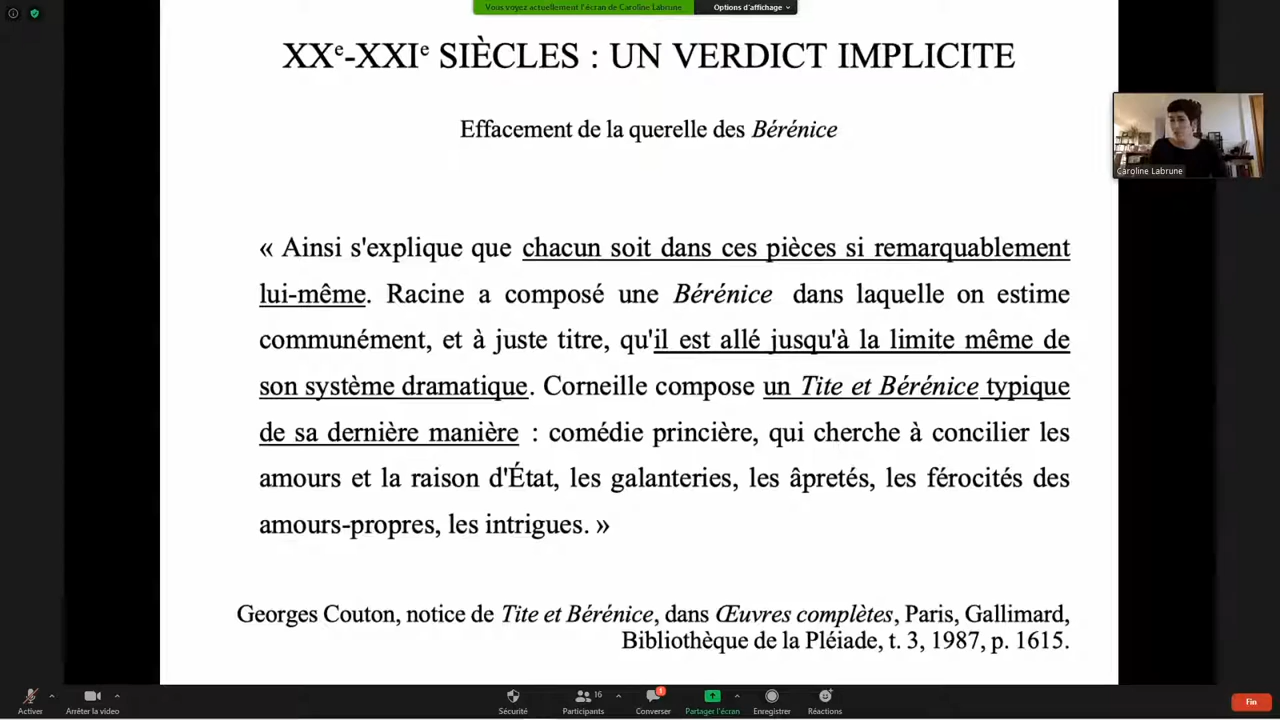 Vous voyez actuellement l'écran de Caroline Labrune
Options d'affichage
XXe-XXIe SIÈCLES : UN VERDICT IMPLICITE
Effacement de la querelle des Bérénice
Caroline Labrune
« Ainsi s'explique que chacun soit dans ces pièces si remarquablement
lui-même. Racine a composé une Bérénice dans laquelle on estime
communément, et à juste titre, qu'il est allé jusqu'à la limite même de
son système dramatique. Corneille compose un Tite et Bérénice typique
de sa dernière manière : comédie princière, qui cherche à concilier les
amours et la raison d'État, les galanteries, les âpretés, les férocités des
amours-propres, les intrigues. »
Georges Couton, notice de Tite et Bérénice, dans Œuvres complètes, Paris, Gallimard,
Bibliothèque de la Pléiade, t. 3, 1987, p. 1615.
Activer
Arrêter la video
Sécurité
16
Participants
1
Converser
Partager l'écran
Enregistrer
Réactions
Fin